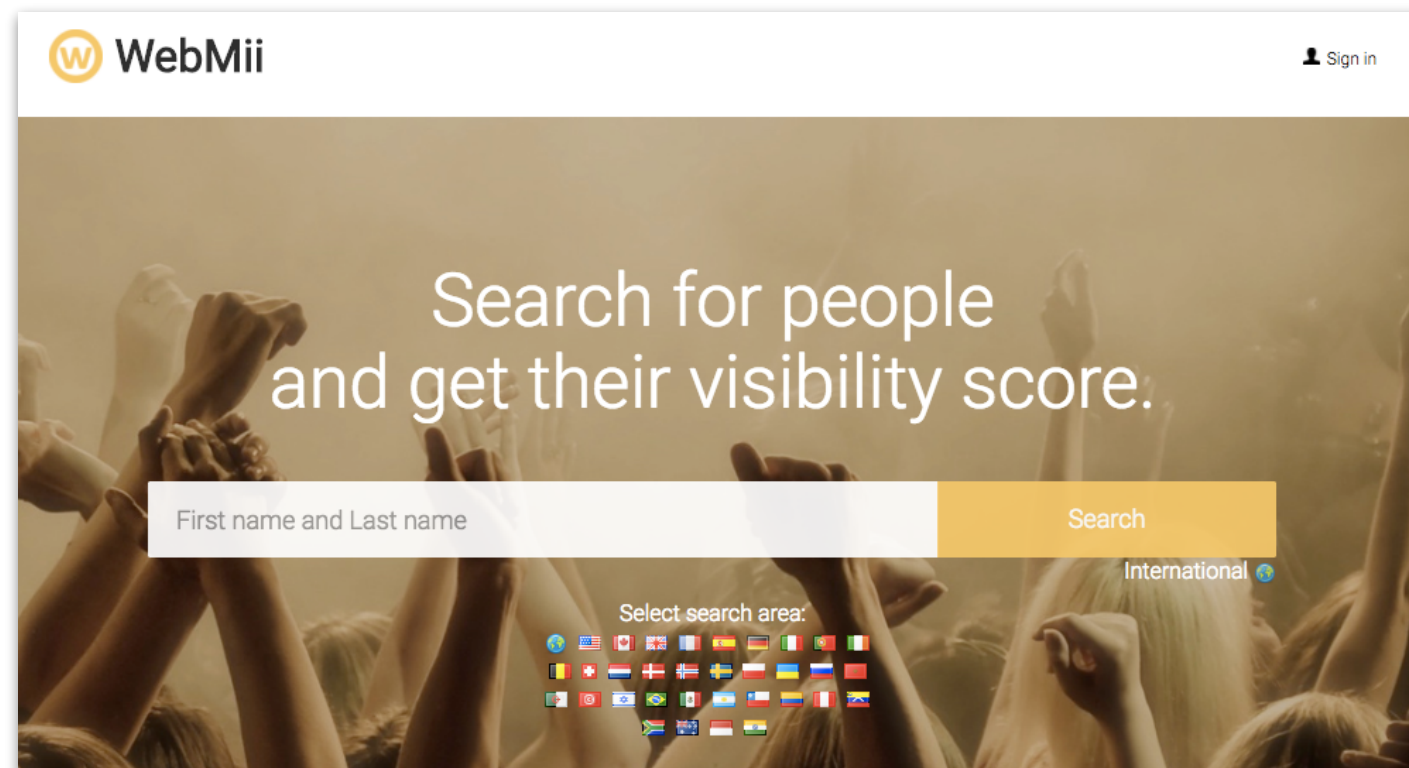 WebMii
Sign in
Search for people
and get their visibility score.
First name and Last name
Search
International
Select search area: